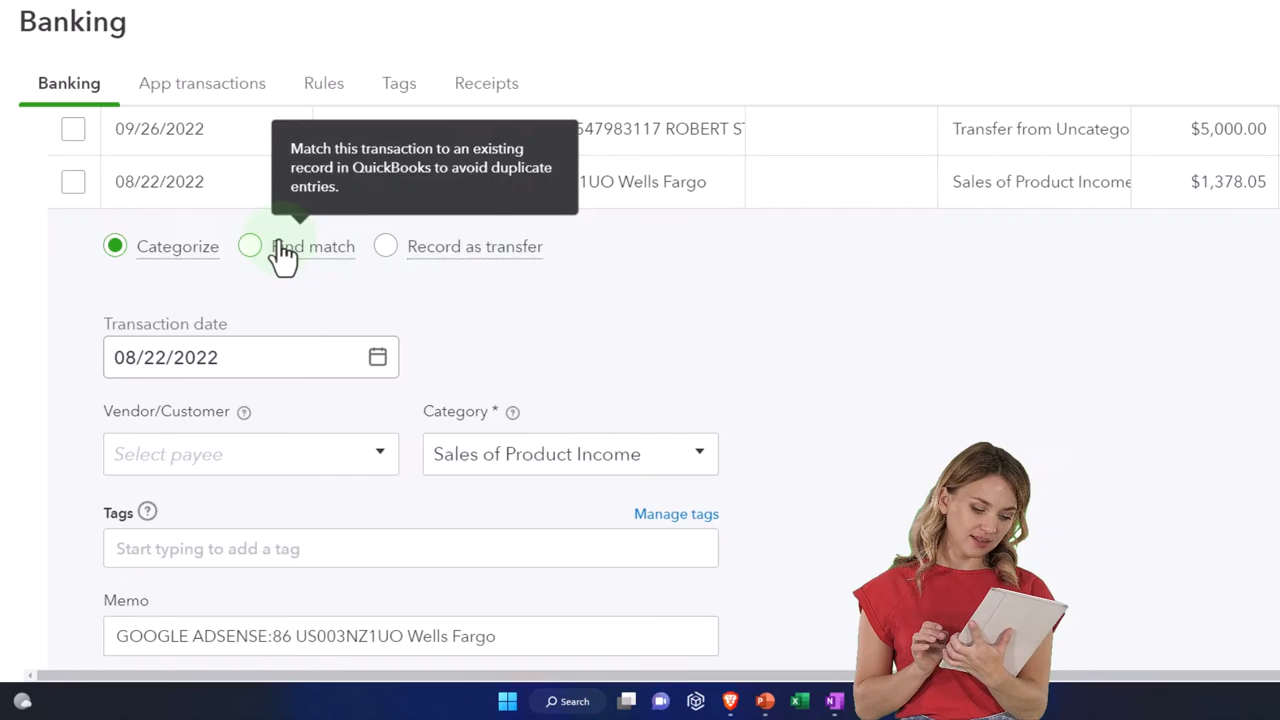 Banking
Banking App transactions Rules Tags Receipts
09/26/2022 547983117 ROBERT ST Transfer from Uncatego $5,000.00
Match this transaction to an existing
record in QuickBooks to avoid duplicate
entries.
08/22/2022 1UO Wells Fargo Sales of Product Income $1,378.05
Categorize Find match Record as transfer
Transaction date
08/22/2022
Vendor/Customer ? Category * ?
Select payee Sales of Product Income
Tags ? Manage tags
Start typing to add a tag
Memo
GOOGLE ADSENSE:86 US003NZ1UO Wells Fargo
Search